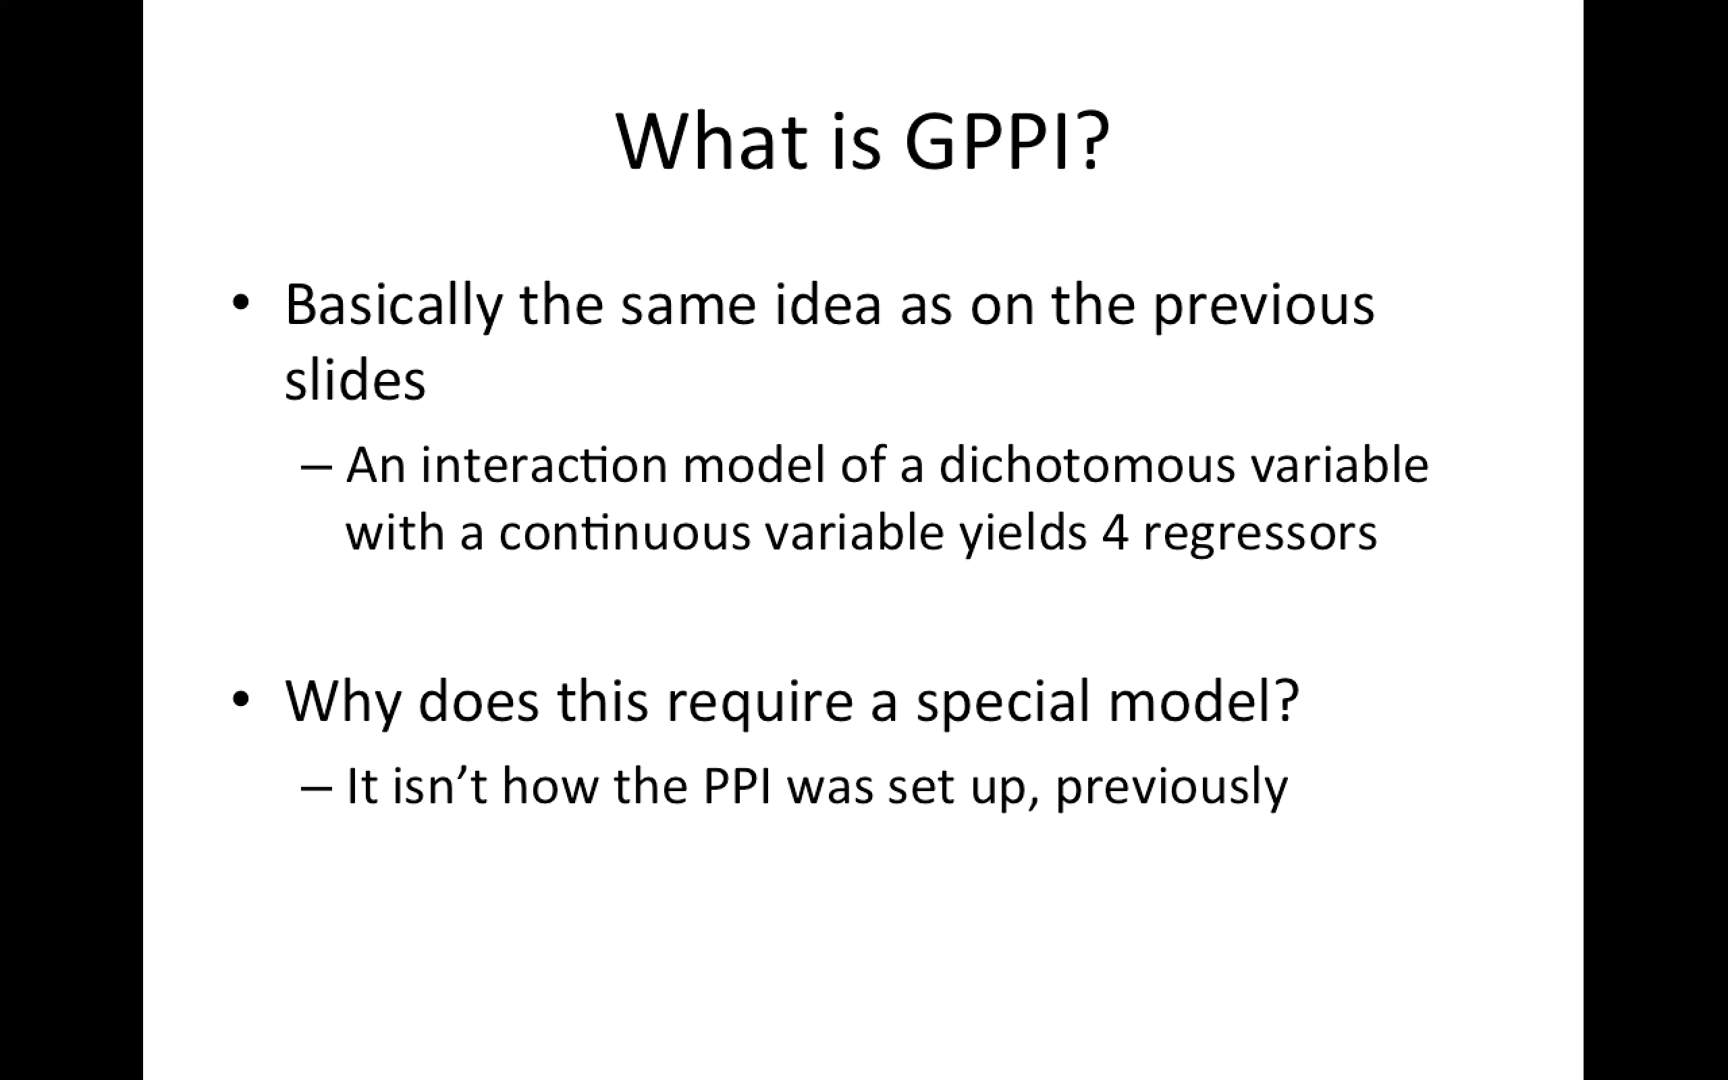 What is GPPI?
• Basically the same idea as on the previous
slides
– An interaction model of a dichotomous variable
with a continuous variable yields 4 regressors
• Why does this require a special model?
– It isn’t how the PPI was set up, previously